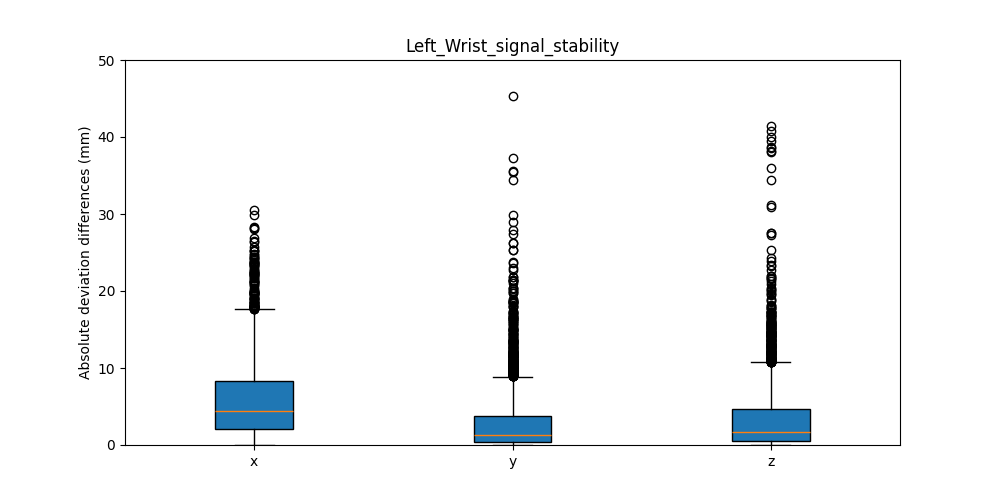 Left_Wrist_signal_stability
Absolute deviation differences (mm)
50
40
30
20
10
0
x y z